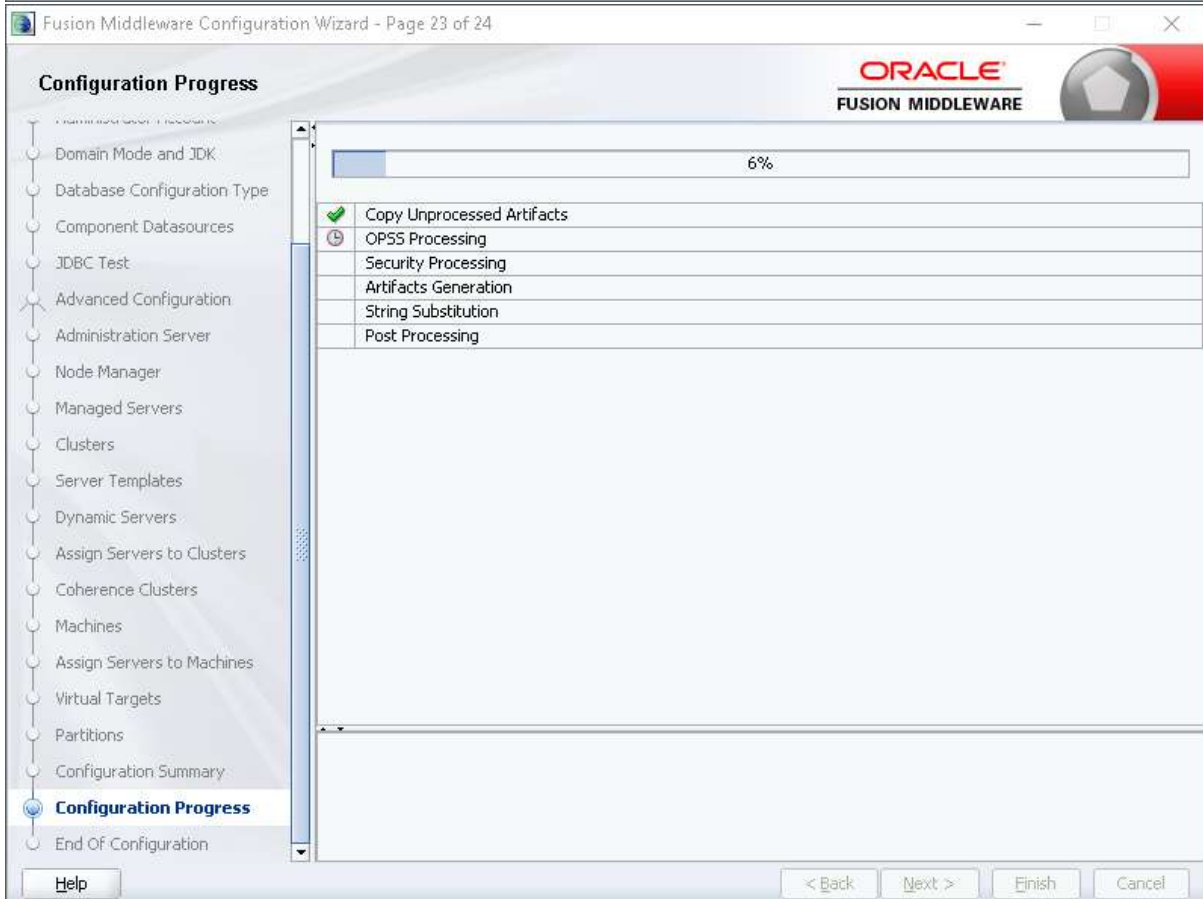 Fusion Middleware Configuration Wizard - Page 23 of 24
Configuration Progress
ORACLE
FUSION MIDDLEWARE
Administrator Account
Domain Mode and JDK
Database Configuration Type
Component Datasources
JDBC Test
Advanced Configuration
Administration Server
Node Manager
Managed Servers
Clusters
Server Templates
Dynamic Servers
Assign Servers to Clusters
Coherence Clusters
Machines
Assign Servers to Machines
Virtual Targets
Partitions
Configuration Summary
Configuration Progress
End Of Configuration
6%
Copy Unprocessed Artifacts
OPSS Processing
Security Processing
Artifacts Generation
String Substitution
Post Processing
Help
< Back
Next >
Finish
Cancel